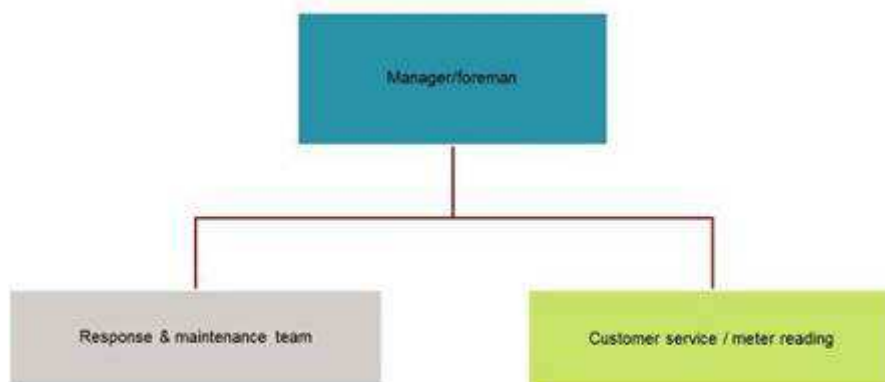 Manager/foreman
Response & maintenance team
Customer service / meter reading